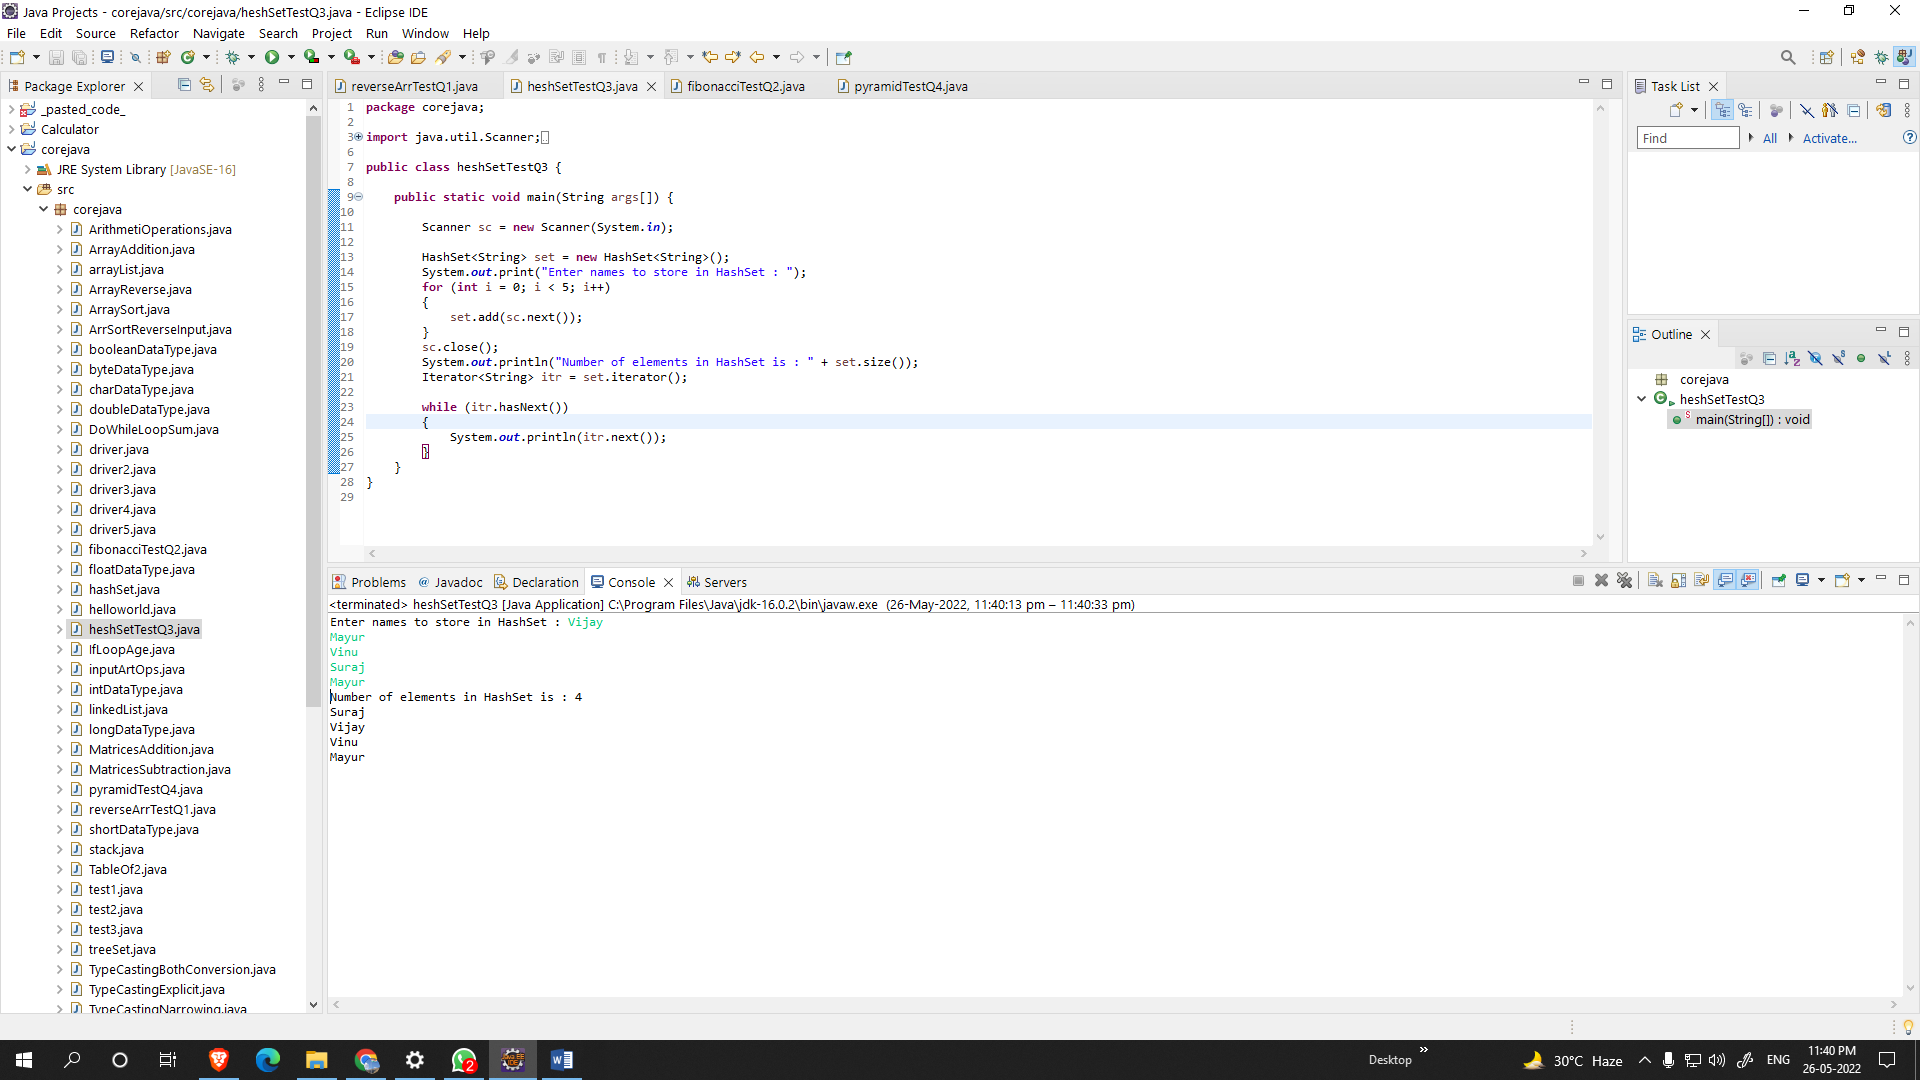 Java Projects - corejava/src/corejava/heshSetTestQ3.java - Eclipse IDE
File Edit Source Refactor Navigate Search Project Run Window Help
Package Explorer
_pasted_code_
Calculator
corejava
JRE System Library [JavaSE-16]
src
corejava
ArithmetiOperations.java
ArrayAddition.java
arrayList.java
ArrayReverse.java
ArraySort.java
ArrSortReverseInput.java
booleanDataType.java
byteDataType.java
charDataType.java
doubleDataType.java
DoWhileLoopSum.java
driver.java
driver2.java
driver3.java
driver4.java
driver5.java
fibonacciTestQ2.java
floatDataType.java
hashSet.java
helloworld.java
heshSetTestQ3.java
IfLoopAge.java
inputArtOps.java
intDataType.java
linkedList.java
longDataType.java
MatricesAddition.java
MatricesSubtraction.java
pyramidTestQ4.java
reverseArrTestQ1.java
shortDataType.java
stack.java
TableOf2.java
test1.java
test2.java
test3.java
treeSet.java
TypeCastingBothConversion.java
TypeCastingExplicit.java
TypeCastingNarrowing.java
reverseArrTestQ1.java heshSetTestQ3.java fibonacciTestQ2.java pyramidTestQ4.java
1 package corejava;
2
3 import java.util.Scanner;
6
7 public class heshSetTestQ3 {
8
9 public static void main(String args[]) {
10
11 Scanner sc = new Scanner(System.in);
12
13 HashSet<String> set = new HashSet<String>();
14 System.out.print("Enter names to store in HashSet : ");
15 for (int i = 0; i < 5; i++)
16 {
17 set.add(sc.next());
18 }
19 sc.close();
20 System.out.println("Number of elements in HashSet is : " + set.size());
21 Iterator<String> itr = set.iterator();
22
23 while (itr.hasNext())
24 {
25 System.out.println(itr.next());
26 }
27 }
28 }
29
Problems Javadoc Declaration Console Servers
<terminated> heshSetTestQ3 [Java Application] C:\Program Files\Java\jdk-16.0.2\bin\javaw.exe (26-May-2022, 11:40:13 pm – 11:40:33 pm)
Enter names to store in HashSet : Vijay
Mayur
Vinu
Suraj
Mayur
Number of elements in HashSet is : 4
Suraj
Vijay
Vinu
Mayur
Task List
Find All Activate...
Outline
corejava
heshSetTestQ3
main(String[]) : void
2
Desktop
30°C Haze
ENG
11:40 PM
26-05-2022